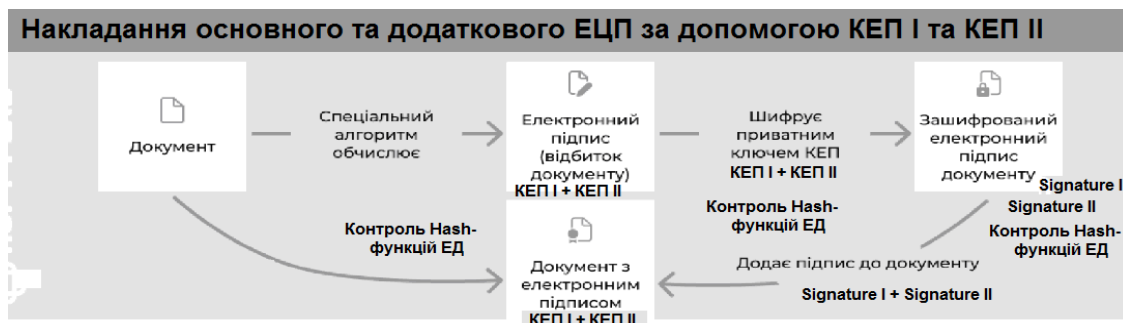 Накладання основного та додаткового ЕЦП за допомогою КЕП I та КЕП II
Документ
Спеціальний
алгоритм
обчислює
Електронний
підпис
(відбиток
документу)
КЕП I + КЕП II
Шифрує
приватним
ключем КЕП
КЕП I + КЕП II
Зашифрований
електронний
підпис
документу
Signature I
Signature II
Контроль Hash-
функцій ЕД
Контроль Hash-
функцій ЕД
Контроль Hash-
функцій ЕД
Документ з
електронним
підписом
КЕП I + КЕП II
Додає підпис до документу
Signature I + Signature II